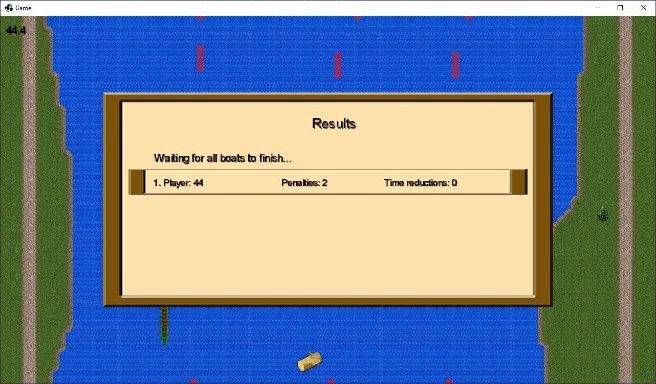 Game
44.4
Results
Waiting for all boats to finish...
1. Player: 44 Penalties: 2 Time reductions: 0